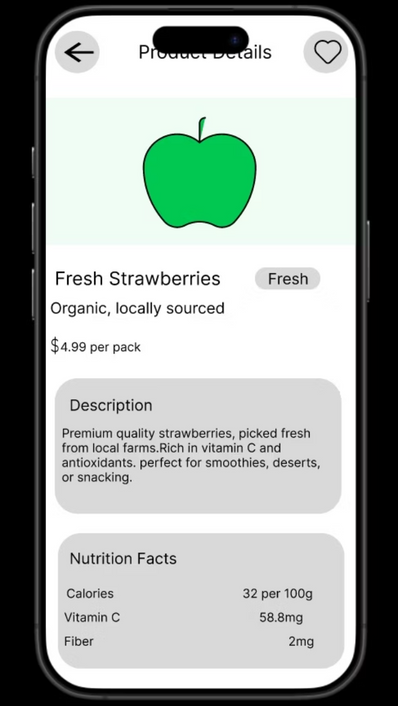 Product Details
Fresh Strawberries
Fresh
Organic, locally sourced
$4.99 per pack
Description
Premium quality strawberries, picked fresh
from local farms.Rich in vitamin C and
antioxidants. perfect for smoothies, deserts,
or snacking.
Nutrition Facts
Calories 32 per 100g
Vitamin C 58.8mg
Fiber 2mg